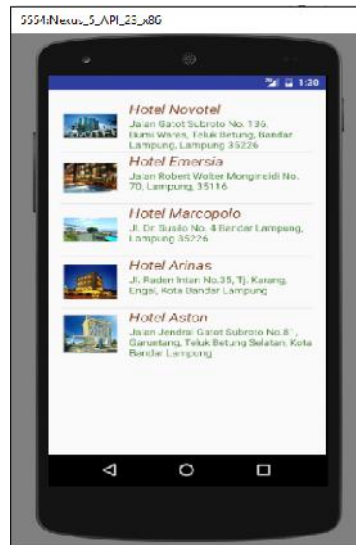 5554:Nexus_5_API_23_x86
1:30
Hotel Novotel
Jalan Gatot Subroto No. 136,
Bumi Waras, Teluk Betung, Bandar
Lampung, Lampung 35226
Hotel Emersia
Jalan Robert Wolter Monginsidi No.
70, Lampung, 35116
Hotel Marcopolo
Jl. Dr. Susilo No. 4 Bandar Lampung,
Lampung 35226
Hotel Arinas
Jl. Raden Intan No.35, Tj. Karang,
Engal, Kota Bandar Lampung
Hotel Aston
Jalan Jendral Gatot Subroto No.81,
Garuntang, Teluk Betung Selatan, Kota
Bandar Lampung